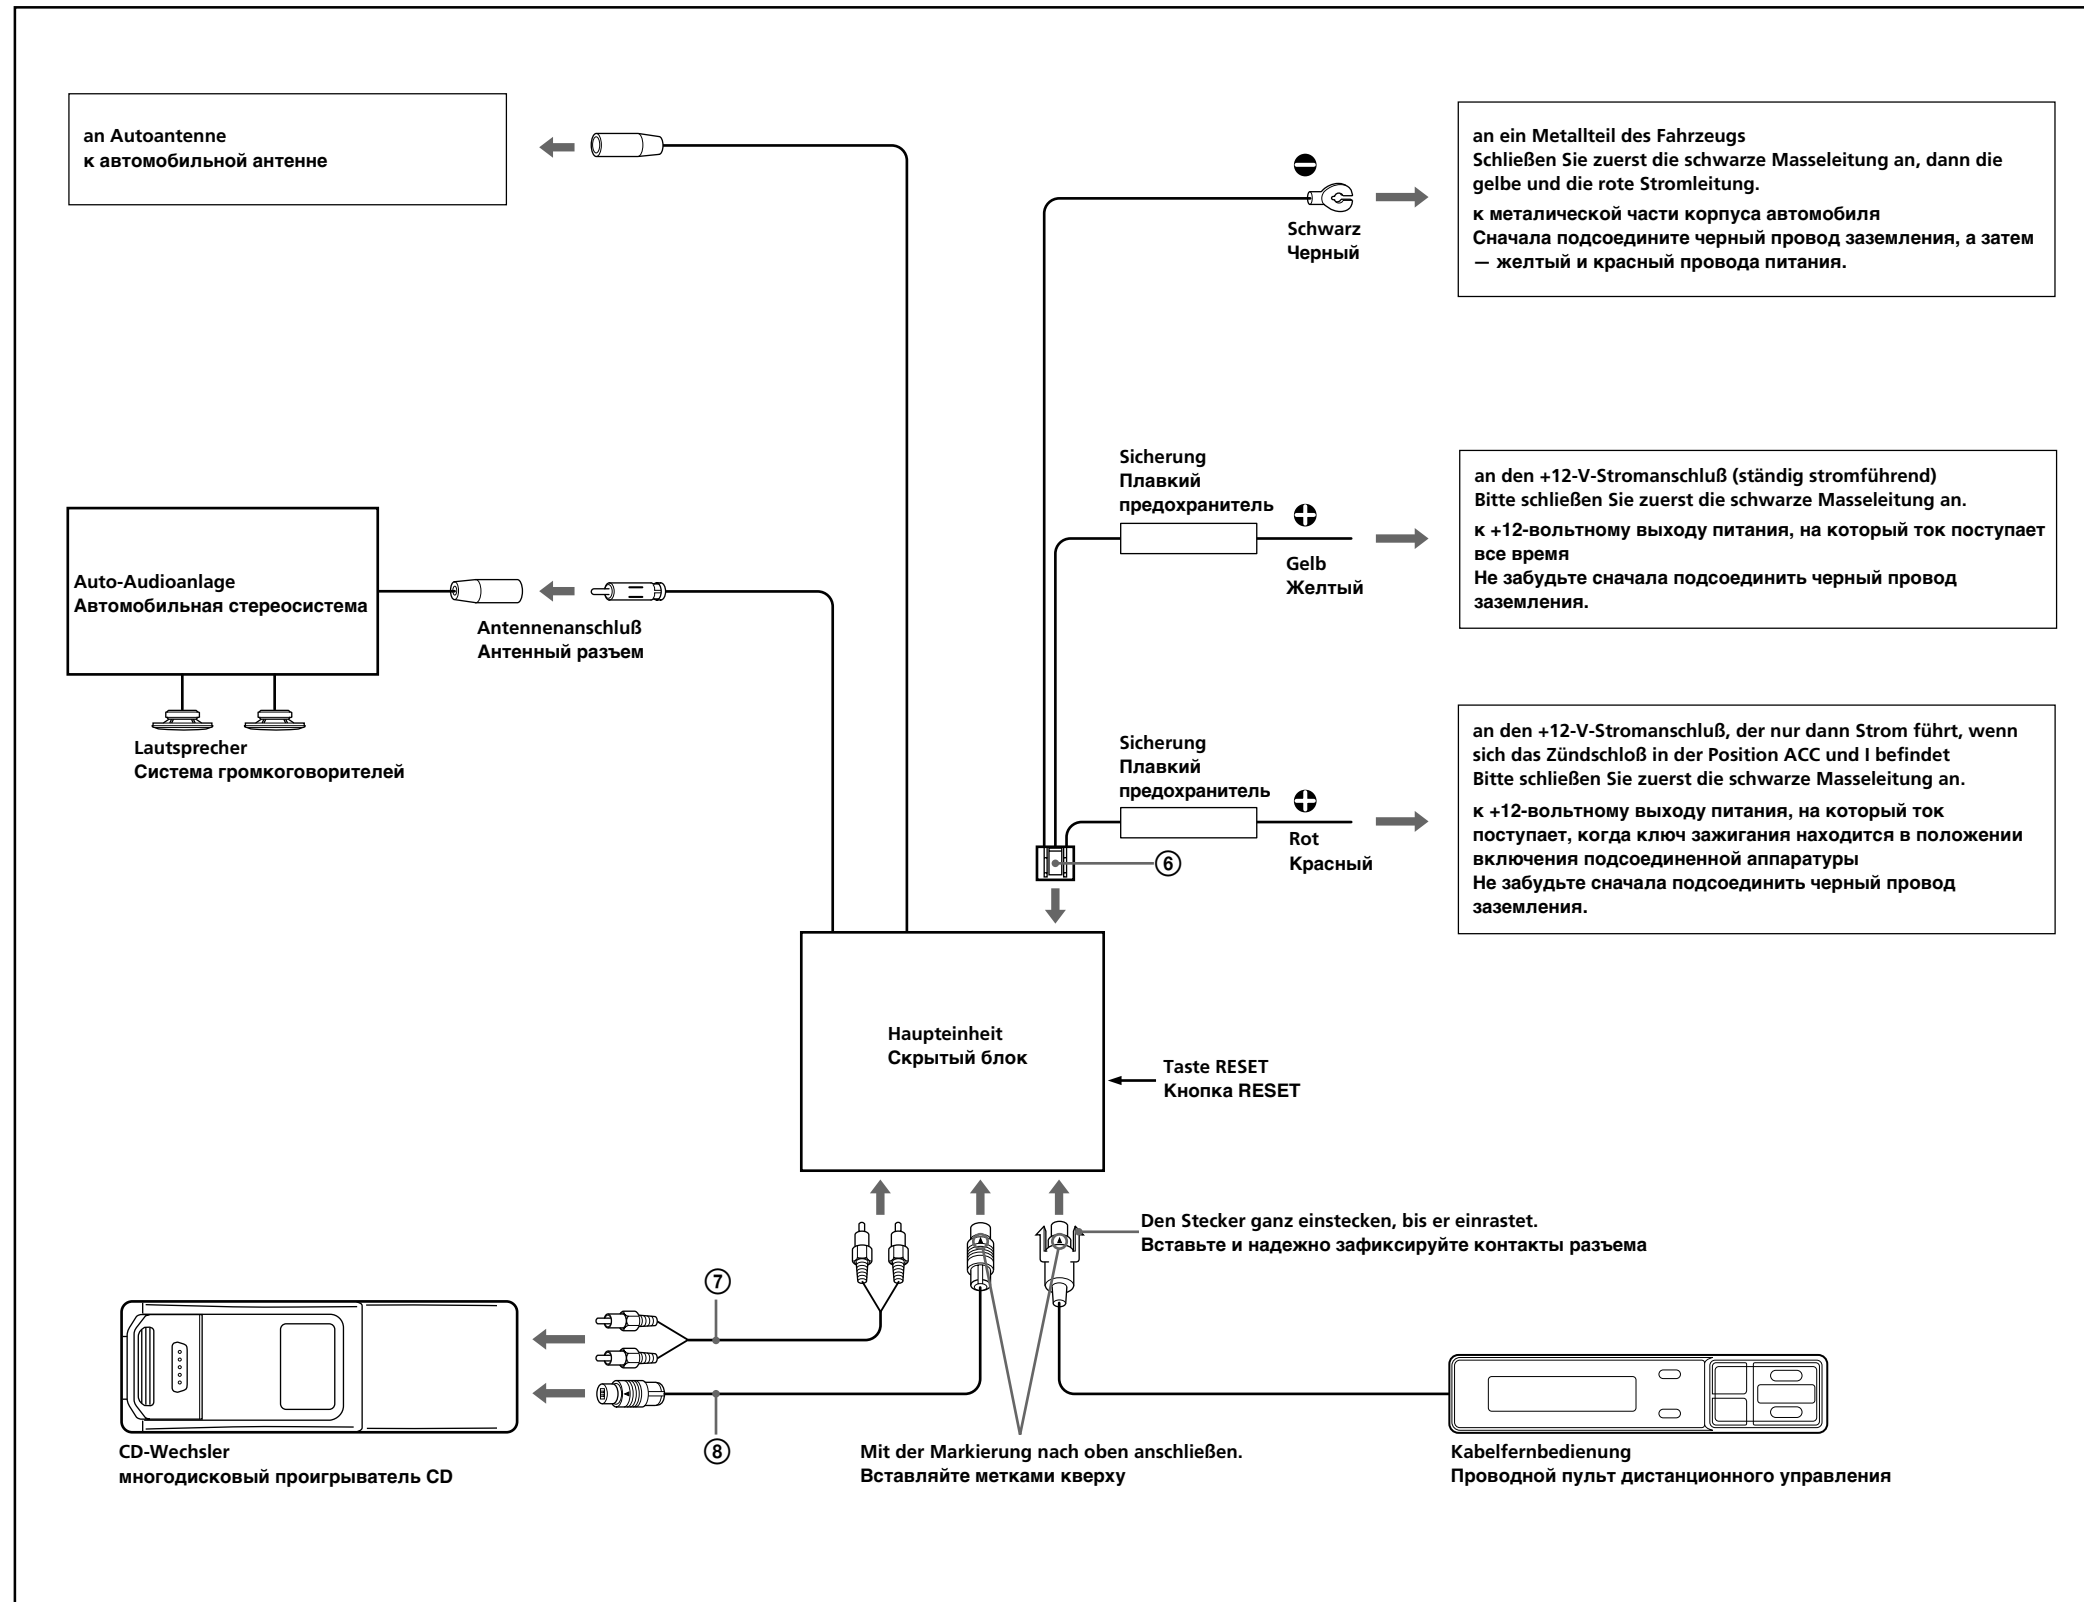 an Autoantenne
к автомобильной антенне
an ein Metallteil des Fahrzeugs
Schließen Sie zuerst die schwarze Masseleitung an, dann die
gelbe und die rote Stromleitung.
к металической части корпуса автомобиля
Сначала подсоедините черный провод заземления, а затем
— желтый и красный провода питания.
Schwarz
Черный
Sicherung
Плавкий
предохранитель
Gelb
Желтый
an den +12-V-Stromanschluß (ständig stromführend)
Bitte schließen Sie zuerst die schwarze Masseleitung an.
к +12-вольтному выходу питания, на который ток поступает
все время
Не забудьте сначала подсоединить черный провод
заземления.
Auto-Audioanlage
Автомобильная стереосистема
Antennenanschluß
Антенный разъем
Lautsprecher
Система громкоговорителей
Sicherung
Плавкий
предохранитель
Rot
Красный
⑥
an den +12-V-Stromanschluß, der nur dann Strom führt, wenn
sich das Zündschloß in der Position ACC und I befindet
Bitte schließen Sie zuerst die schwarze Masseleitung an.
к +12-вольтному выходу питания, на который ток
поступает, когда ключ зажигания находится в положении
включения подсоединенной аппаратуры
Не забудьте сначала подсоединить черный провод
заземления.
Haupteinheit
Скрытый блок
Taste RESET
Кнопка RESET
Den Stecker ganz einstecken, bis er einrastet.
Вставьте и надежно зафиксируйте контакты разъема
⑦
⑧
CD-Wechsler
многодисковый проигрыватель CD
Mit der Markierung nach oben anschließen.
Вставляйте метками кверху
Kabelfernbedienung
Проводной пульт дистанционного управления